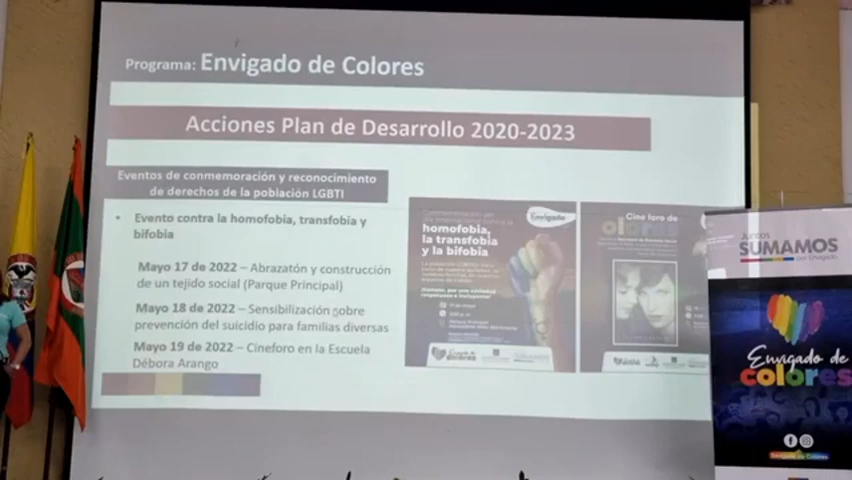 Programa: Envigado de Colores
Acciones Plan de Desarrollo 2020-2023
Eventos de conmemoración y reconocimiento
de derechos de la población LGBTI
• Evento contra la homofobia, transfobia y
bifobia
Mayo 17 de 2022 – Abrazatón y construcción
de un tejido social (Parque Principal)
Mayo 18 de 2022 – Sensibilización sobre
prevención del suicidio para familias diversas
Mayo 19 de 2022 – Cineforo en la Escuela
Débora Arango
homofobia,
la transfobia
y la bifobia
Envigado
Cine foro de
olores
Juntos
SUMAMOS
por Envigado
Envigado de
colores
Envigado de Colores